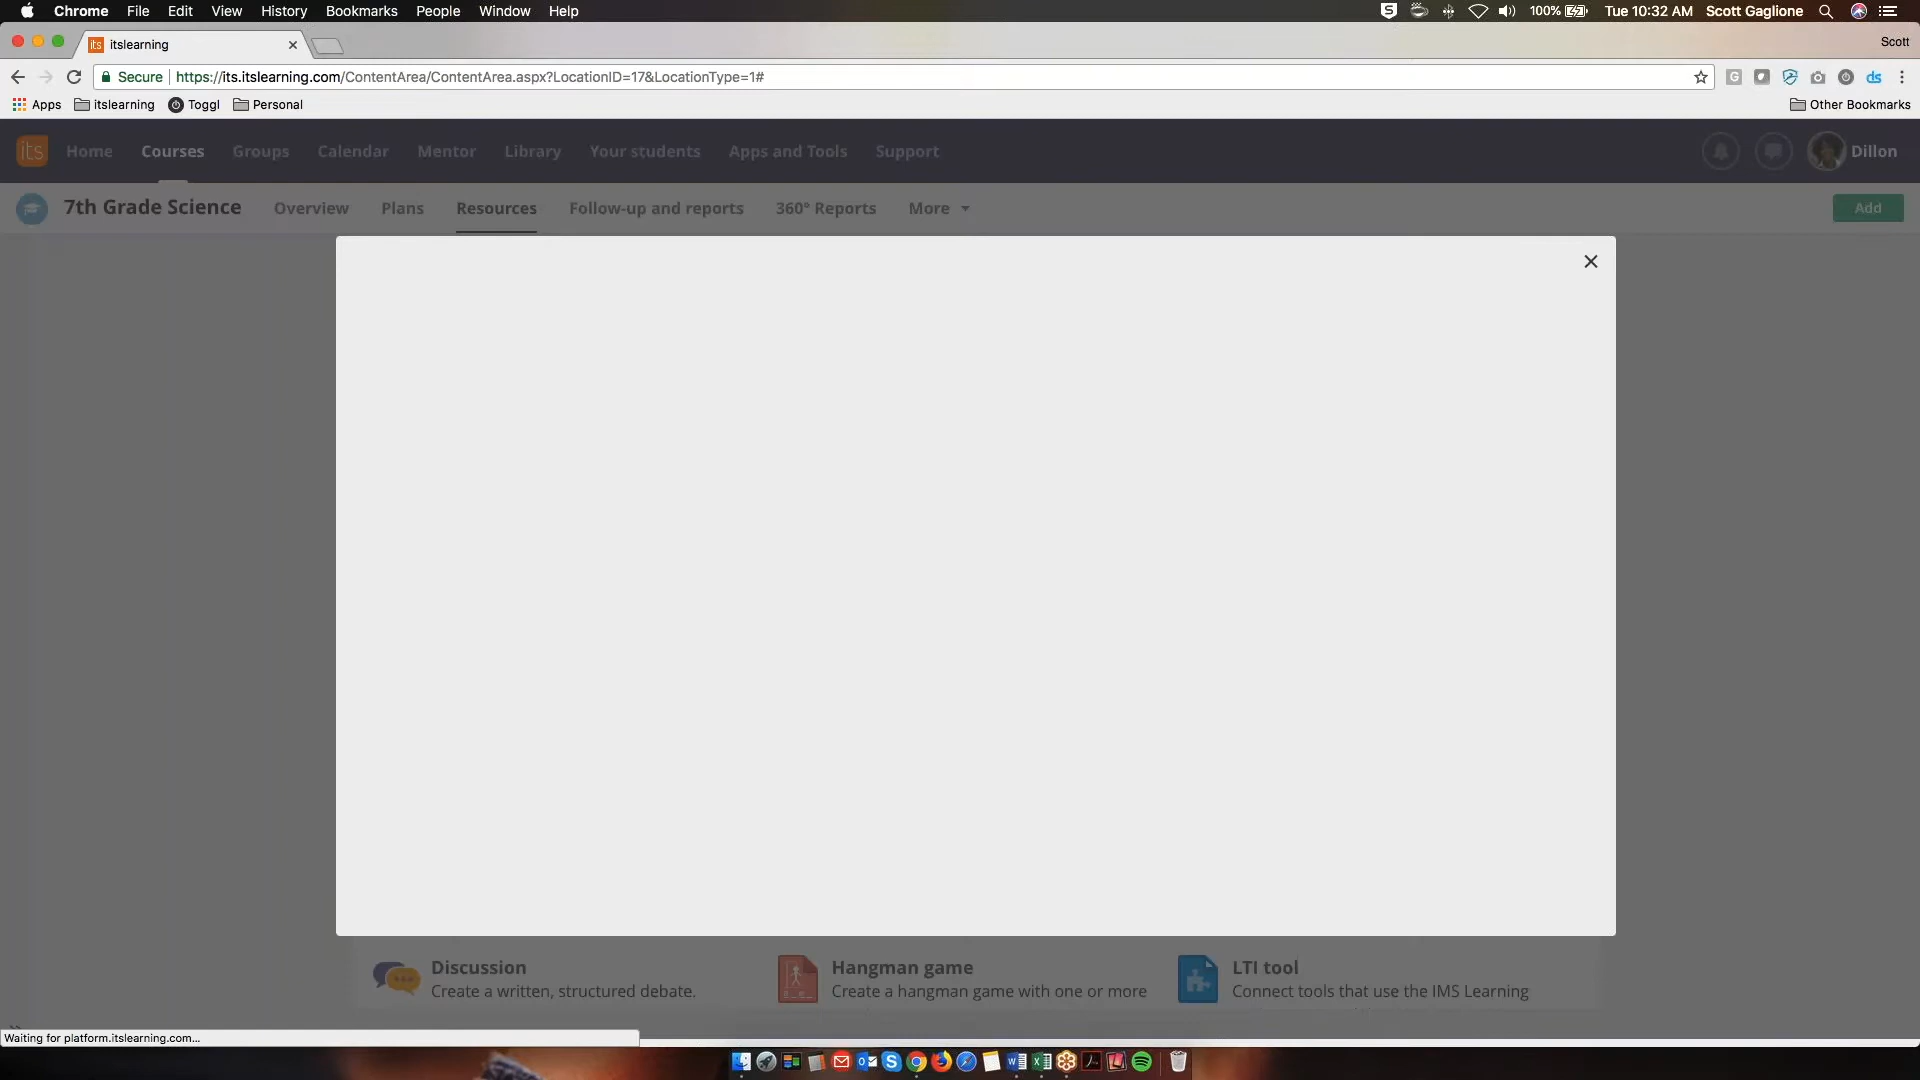 Chrome File Edit View History Bookmarks People Window Help 100% Tue 10:32 AM Scott Gaglione
its itslearning Scott
Secure https://its.itslearning.com/ContentArea/ContentArea.aspx?LocationID=17&LocationType=1# G ds
Apps itslearning Toggl Personal Other Bookmarks
its Home Courses Groups Calendar Mentor Library Your students Apps and Tools Support Dillon
7th Grade Science Overview Plans Resources Follow-up and reports 360° Reports More Add
Discussion Hangman game LTI tool
Create a written, structured debate. Create a hangman game with one or more Connect tools that use the IMS Learning
Waiting for platform.itslearning.com...